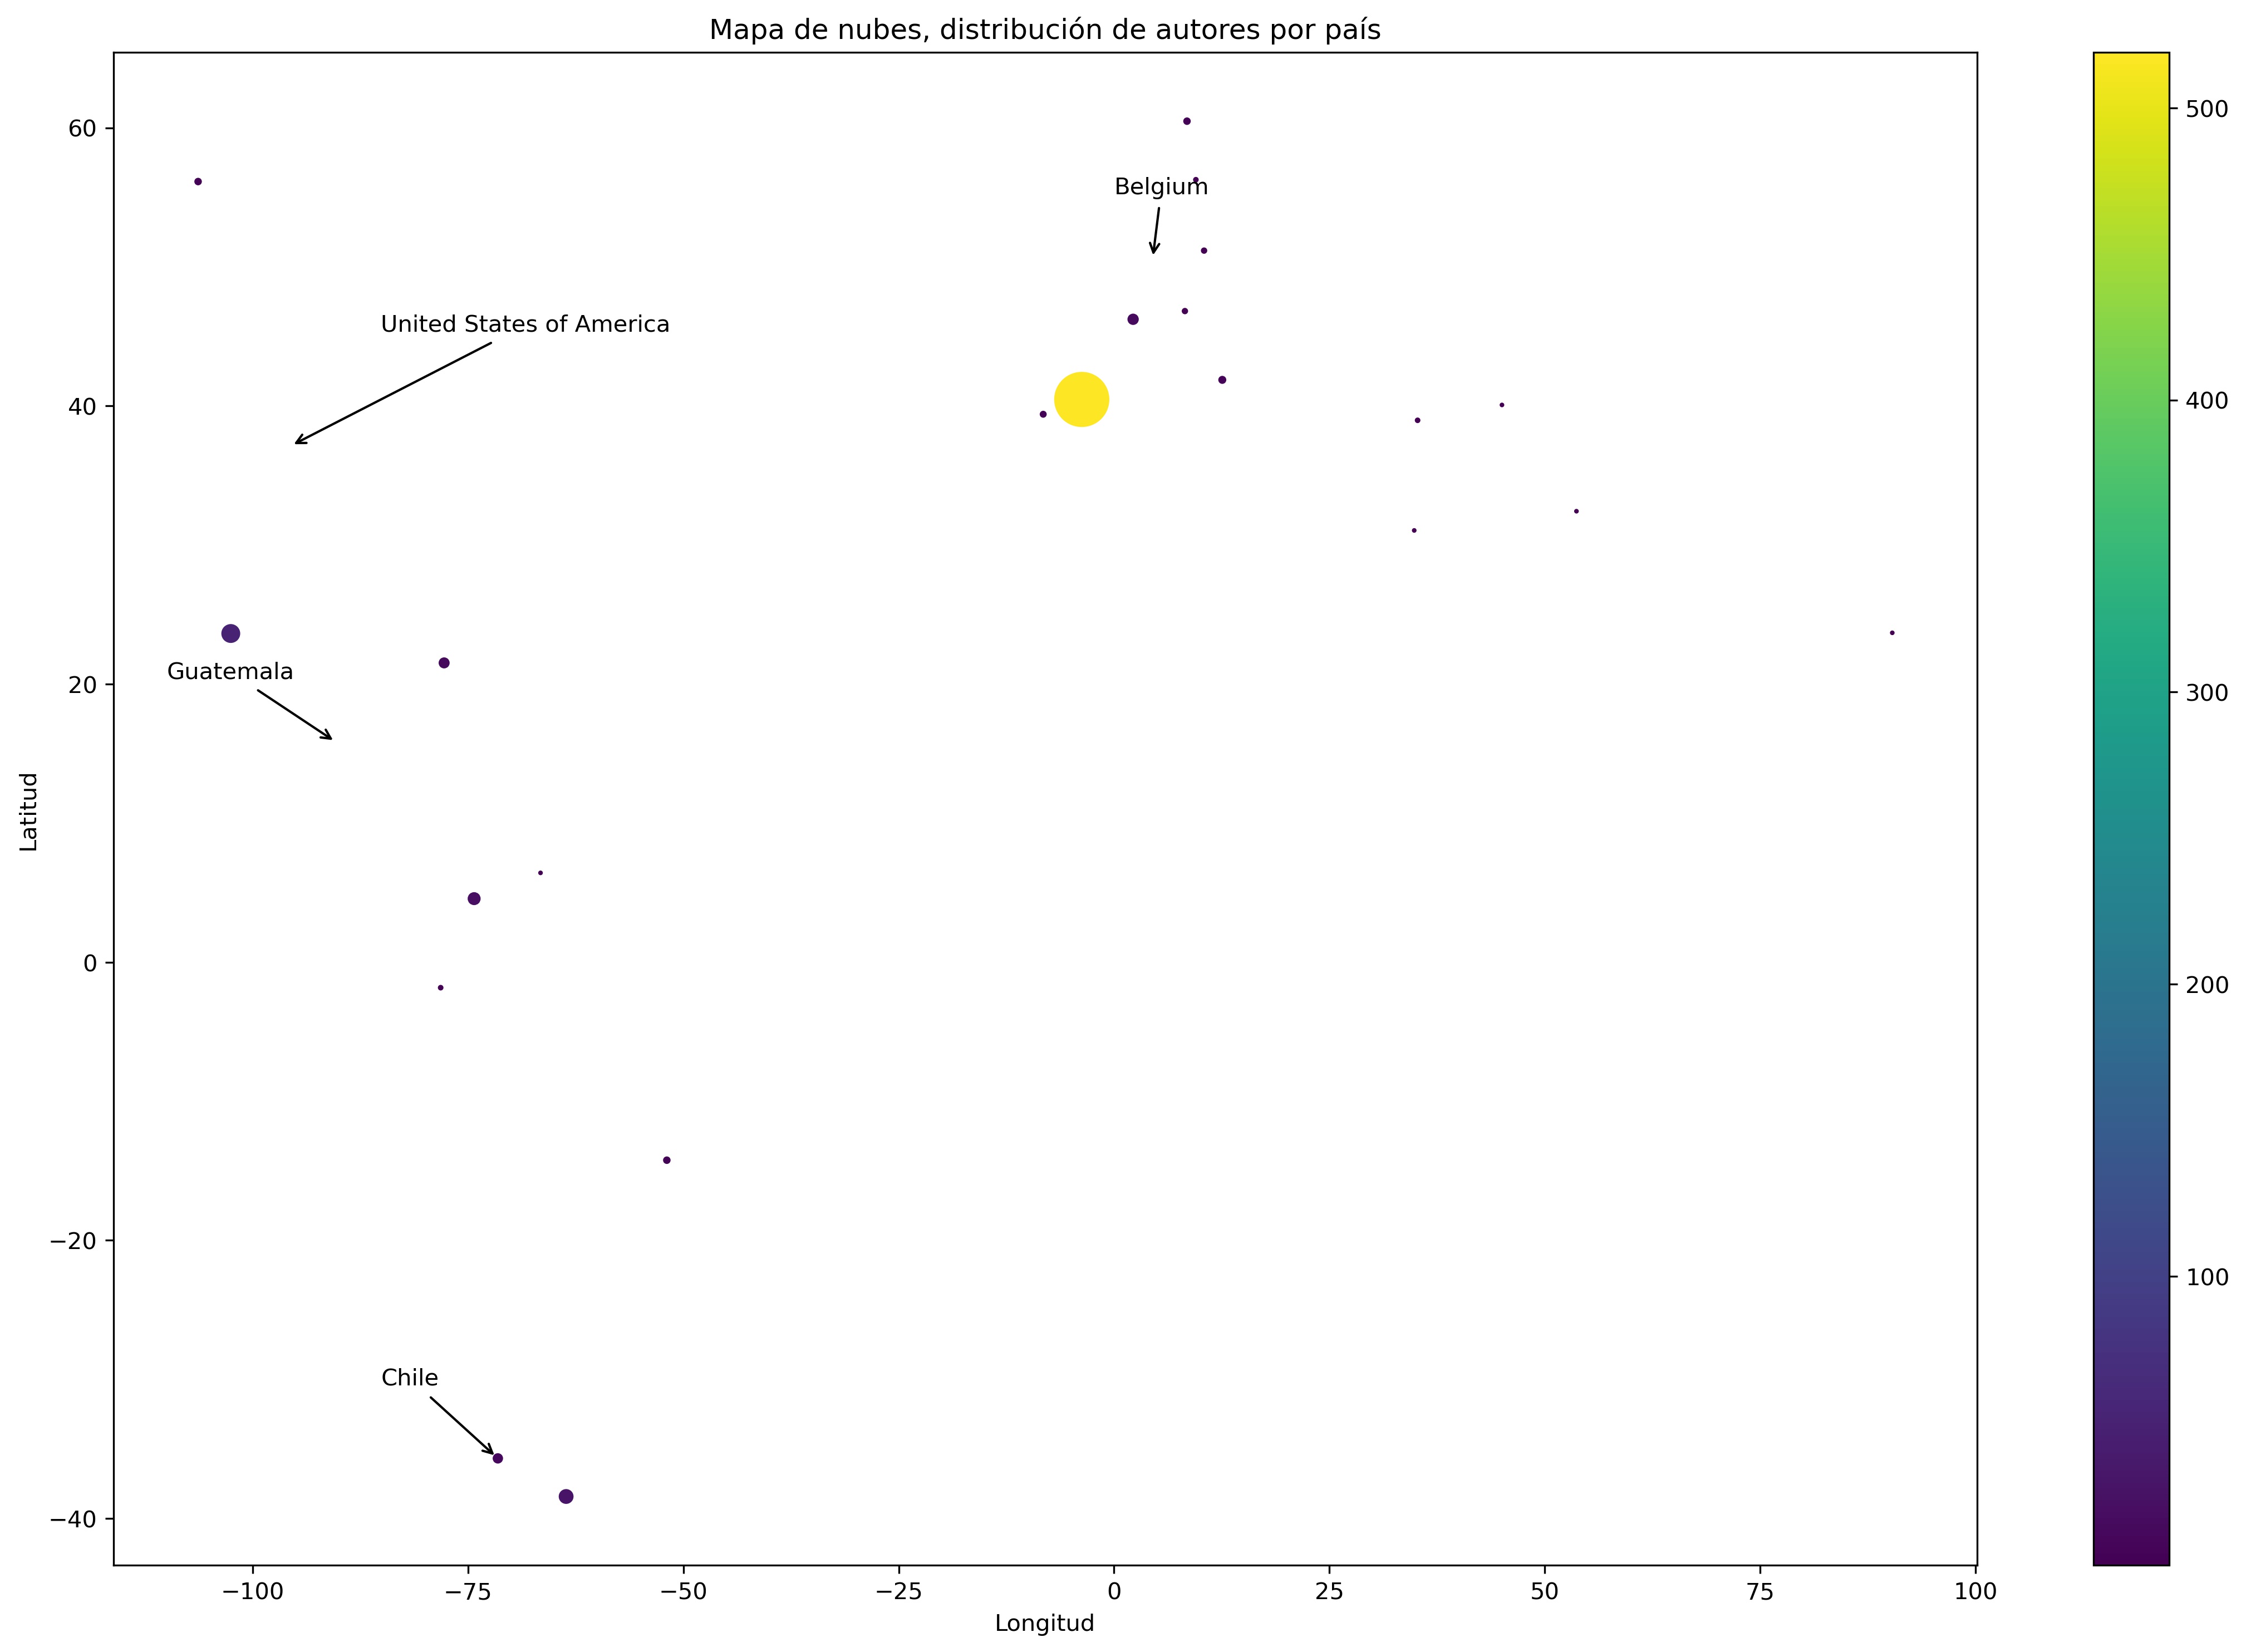 Mapa de nubes, distribución de autores por país
60
40
20
0
−20
−40
Latitud
Belgium
United States of America
Guatemala
Chile
−100
−75
−50
−25
0
25
50
75
100
Longitud
500
400
300
200
100